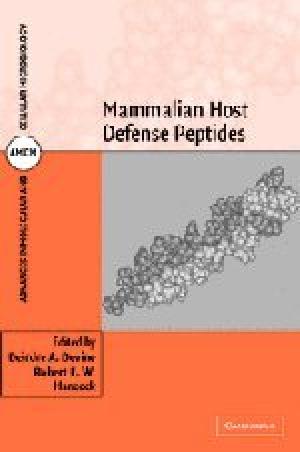 Mammalian Host
Defense Peptides
AMCM
ADVANCES IN MOLECULAR AND
CELLULAR MICROBIOLOGY
Edited by
Deirdre A. Devine
Robert E. W.
Hancock
CAMBRIDGE